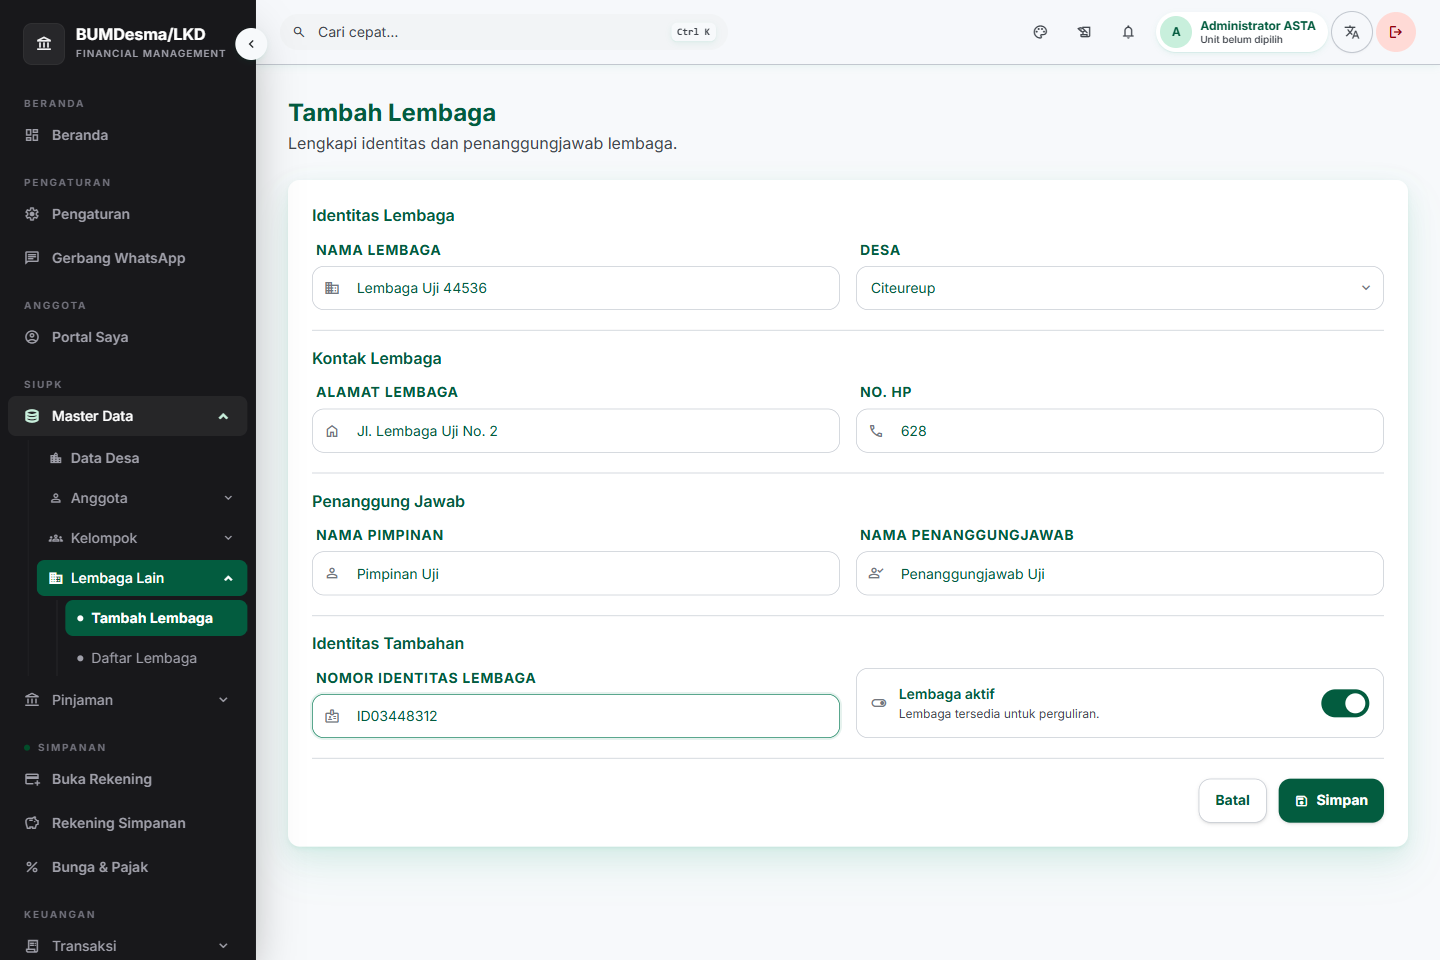 BUMDesma/LKD
FINANCIAL MANAGEMENT
BERANDA
Beranda
PENGATURAN
Pengaturan
Gerbang WhatsApp
ANGGOTA
Portal Saya
SIUPK
Master Data
Data Desa
Anggota
Kelompok
Lembaga Lain
Tambah Lembaga
Daftar Lembaga
Pinjaman
SIMPANAN
Buka Rekening
Rekening Simpanan
Bunga & Pajak
KEUANGAN
Transaksi
Cari cepat...
Ctrl K
A
Administrator ASTA
Unit belum dipilih
Tambah Lembaga
Lengkapi identitas dan penanggungjawab lembaga.
Identitas Lembaga
NAMA LEMBAGA
Lembaga Uji 44536
DESA
Citeureup
Kontak Lembaga
ALAMAT LEMBAGA
Jl. Lembaga Uji No. 2
NO. HP
628
Penanggung Jawab
NAMA PIMPINAN
Pimpinan Uji
NAMA PENANGGUNGJAWAB
Penanggungjawab Uji
Identitas Tambahan
NOMOR IDENTITAS LEMBAGA
ID03448312
Lembaga aktif
Lembaga tersedia untuk perguliran.
Batal
Simpan